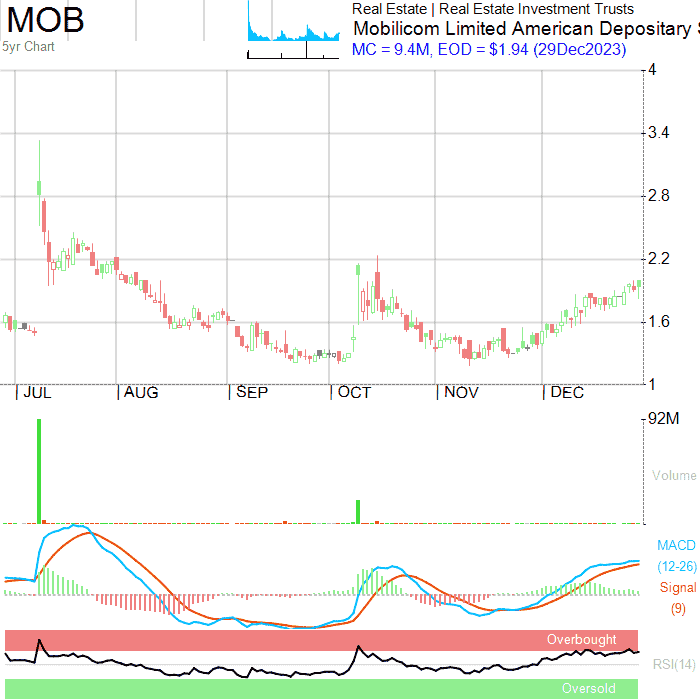 MOB
5yr Chart
Real Estate | Real Estate Investment Trusts
Mobilicom Limited American Depositary S
MC = 9.4M, EOD = $1.94 (29Dec2023)
4
3.4
2.8
2.2
1.6
1
JUL AUG SEP OCT NOV DEC
92M
Volume
MACD
(12-26)
Signal
(9)
Overbought
RSI(14)
Oversold